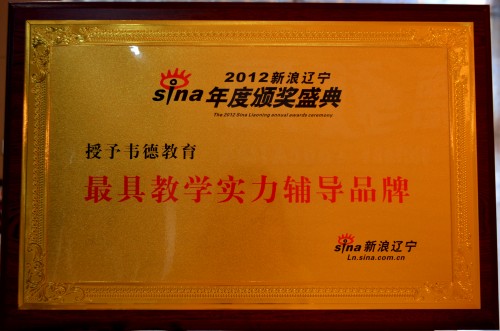 2012新浪辽宁
sina年度颁奖盛典
The 2012 Sina Liaoning annual awards ceremony
授予韦德教育
最具教学实力辅导品牌
sina新浪辽宁
Ln.sina.com.cn